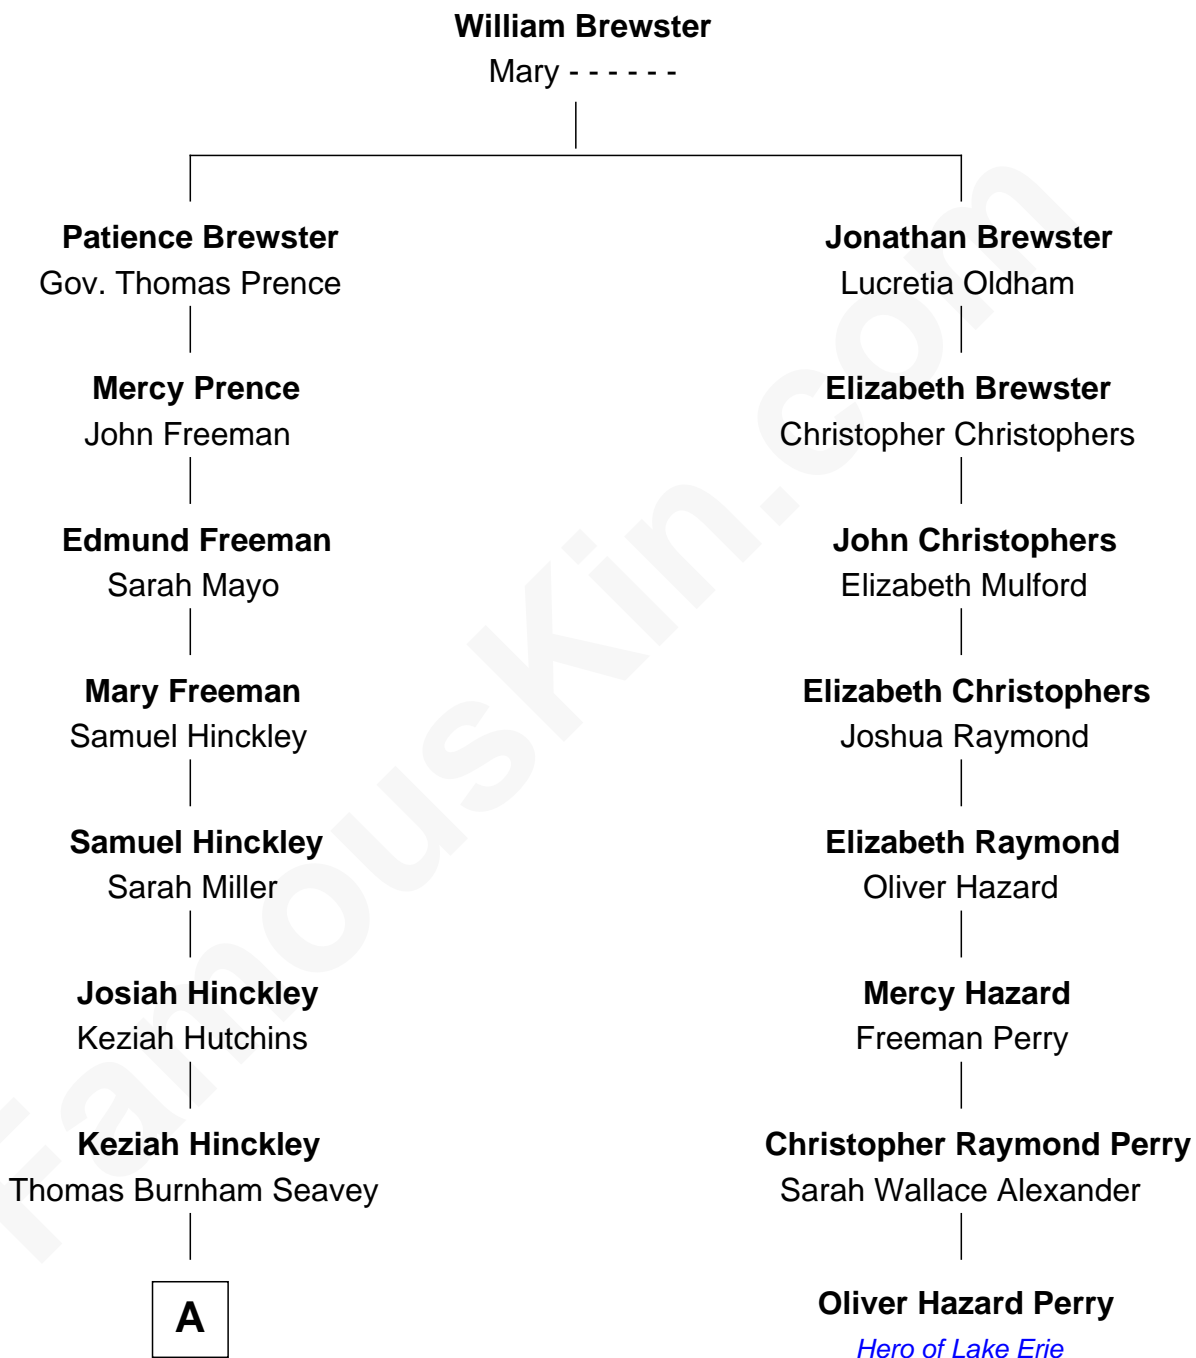 William Brewster
Mary - - - - - -
Patience Brewster
Gov. Thomas Prence
Mercy Prence
John Freeman
Edmund Freeman
Sarah Mayo
Mary Freeman
Samuel Hinckley
Samuel Hinckley
Sarah Miller
Josiah Hinckley
Keziah Hutchins
Keziah Hinckley
Thomas Burnham Seavey
A
Jonathan Brewster
Lucretia Oldham
Elizabeth Brewster
Christopher Christophers
John Christophers
Elizabeth Mulford
Elizabeth Christophers
Joshua Raymond
Elizabeth Raymond
Oliver Hazard
Mercy Hazard
Freeman Perry
Christopher Raymond Perry
Sarah Wallace Alexander
Oliver Hazard Perry
Hero of Lake Erie
FamousKin.com